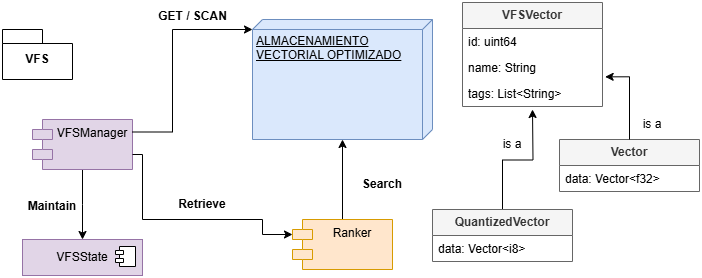 GET / SCAN
VFS
ALMACENAMIENTO
VECTORIAL OPTIMIZADO
VFSManager
Maintain
VFSState
Retrieve
Search
Ranker
VFSVector
id: uint64
name: String
tags: List<String>
is a
is a
Vector
data: Vector<f32>
QuantizedVector
data: Vector<i8>